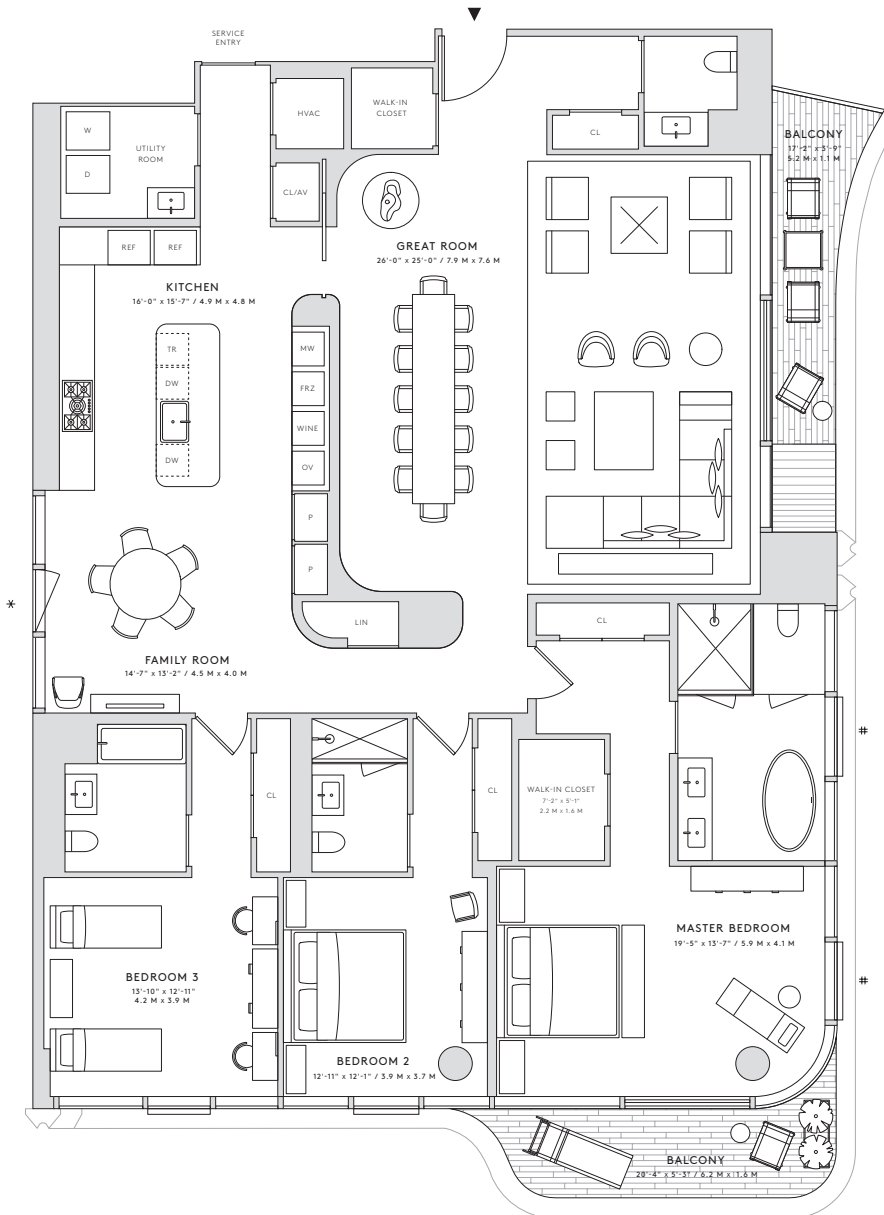 SERVICE
ENTRY
HVAC
WALK-IN
CLOSET
CL
W
D
UTILITY
ROOM
BALCONY
17'-2" x 3'-9"
5.2 M x 1.1 M
CL/AV
REF
REF
GREAT ROOM
26'-0" x 25'-0" / 7.9 M x 7.6 M
KITCHEN
16'-0" x 15'-7" / 4.9 M x 4.8 M
TR
DW
DW
MW
FRZ
WINE
OV
P
P
LIN
CL
*
FAMILY ROOM
14'-7" x 13'-2" / 4.5 M x 4.0 M
#
CL
CL
WALK-IN CLOSET
7'-2" x 5'-1"
2.2 M x 1.6 M
MASTER BEDROOM
19'-5" x 13'-7" / 5.9 M x 4.1 M
#
BEDROOM 3
13'-10" x 12'-11"
4.2 M x 3.9 M
BEDROOM 2
12'-11" x 12'-1" / 3.9 M x 3.7 M
BALCONY
20'-4" x 5'-3" / 6.2 M x 1.6 M